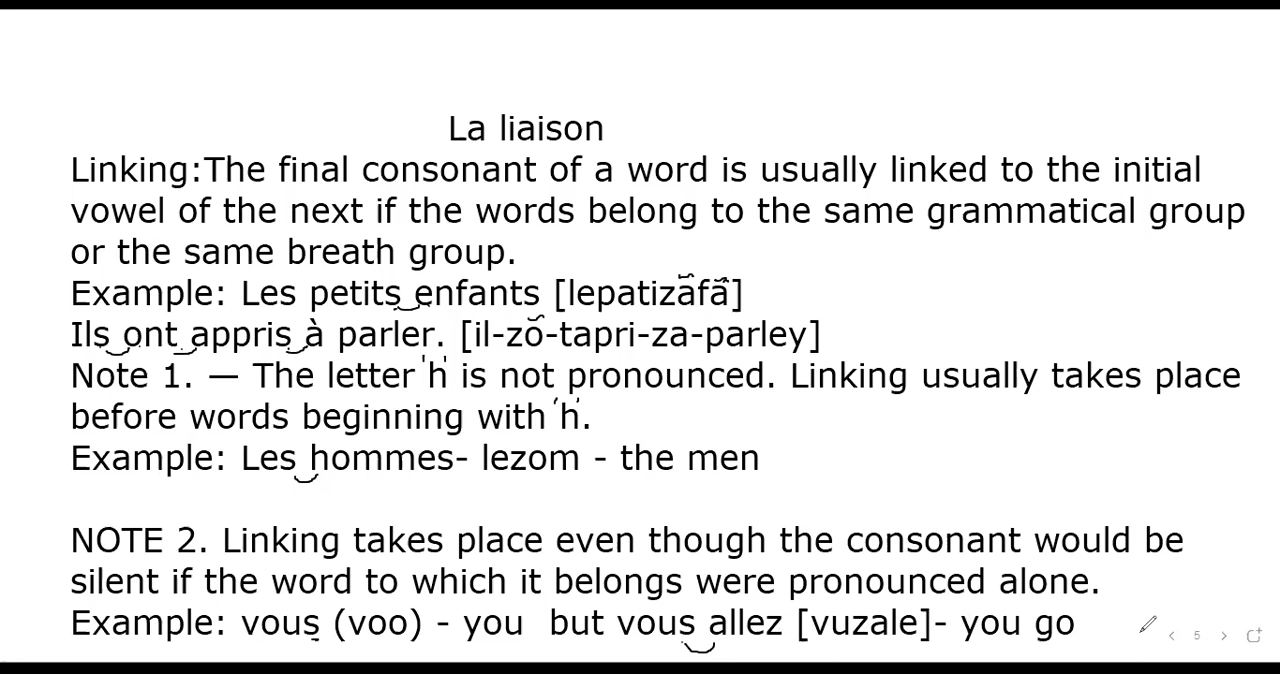 La liaison
Linking:The final consonant of a word is usually linked to the initial
vowel of the next if the words belong to the same grammatical group
or the same breath group.
Example: Les petits enfants [lepatizãfã]
Ils ont appris à parler. [il-zõ-tapri-za-parley]
Note 1. — The letter 'h' is not pronounced. Linking usually takes place
before words beginning with 'h'.
Example: Les hommes- lezom - the men
NOTE 2. Linking takes place even though the consonant would be
silent if the word to which it belongs were pronounced alone.
Example: vous (voo) - you but vous allez [vuzale]- you go
< 5 >